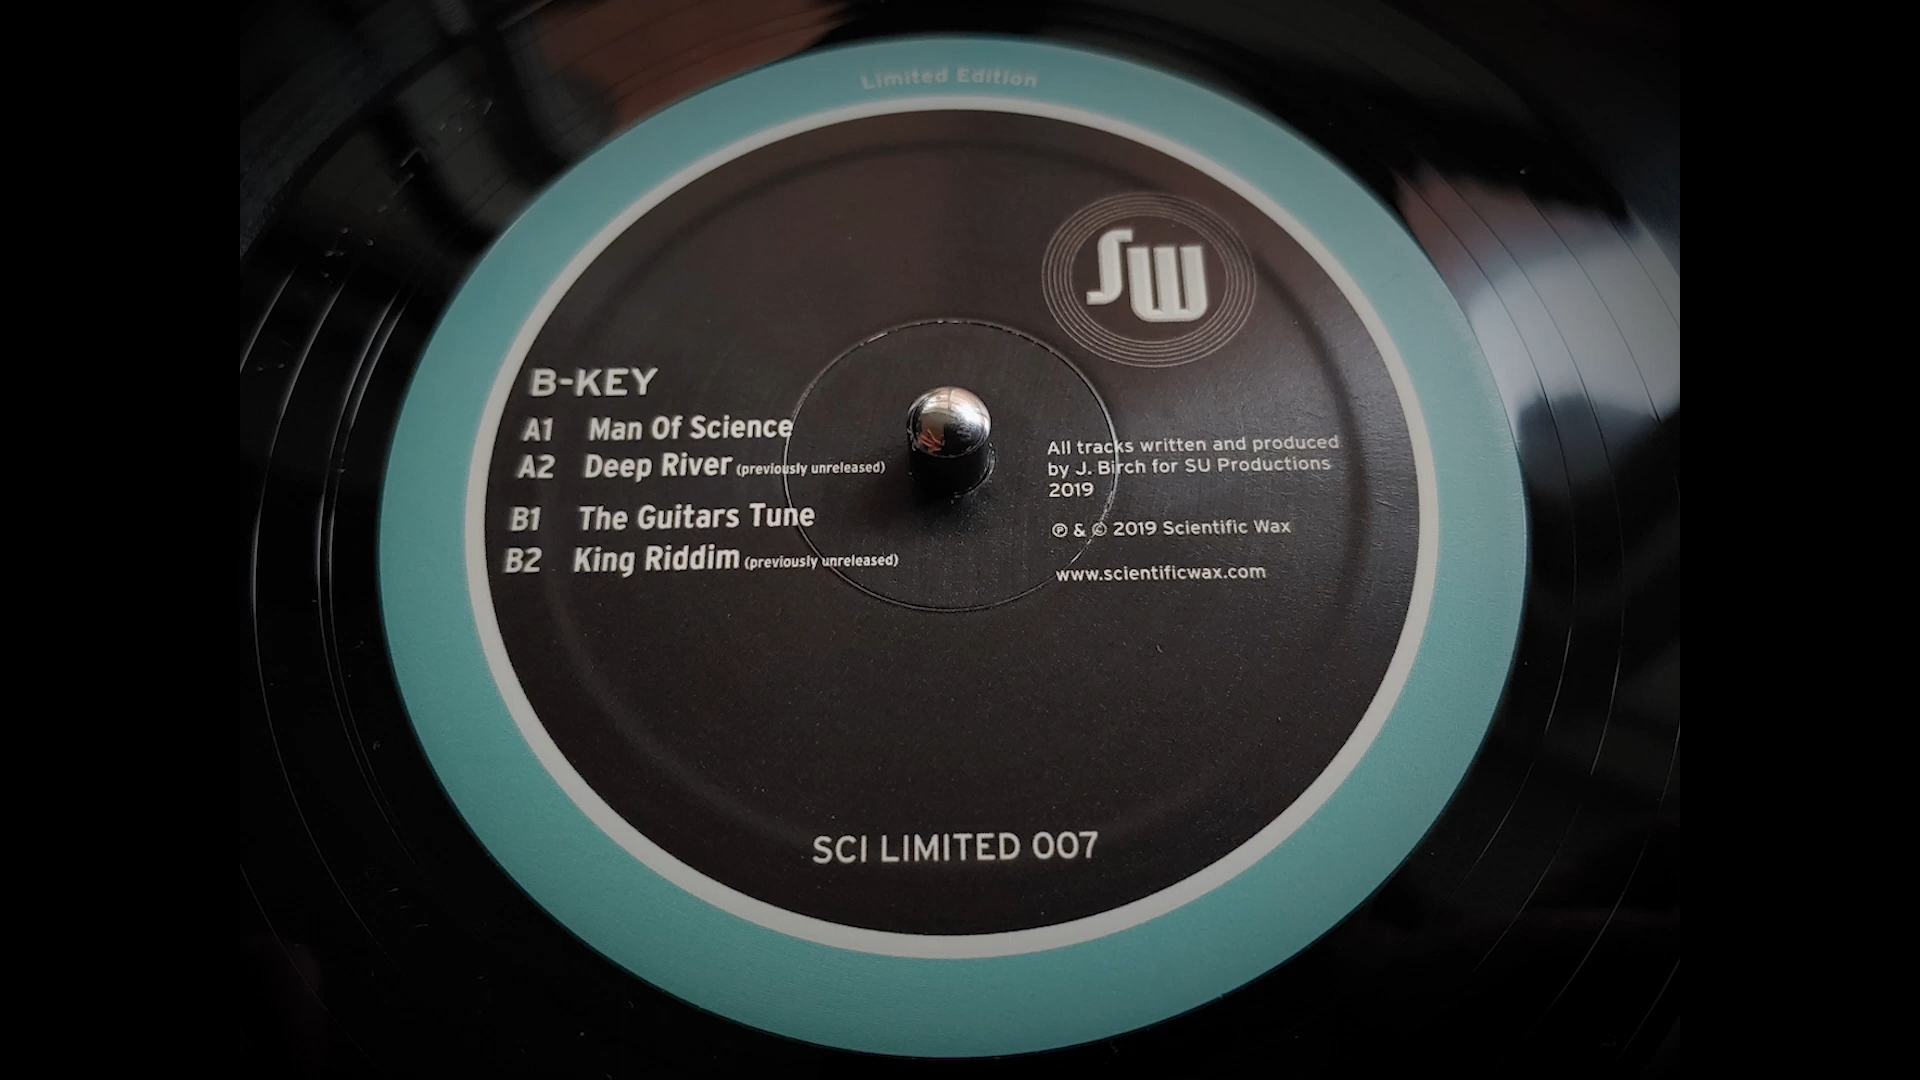 Limited Edition
SW
B-KEY
A1 Man Of Science
A2 Deep River (previously unreleased)
B1 The Guitars Tune
B2 King Riddim (previously unreleased)
All tracks written and produced
by J. Birch for SU Productions
2019
℗ & © 2019 Scientific Wax
www.scientificwax.com
SCI LIMITED 007